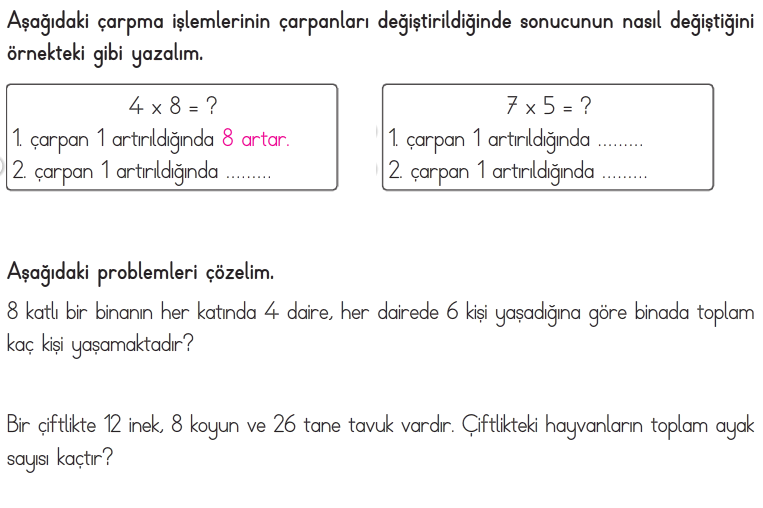 Aşağıdaki çarpma işlemlerinin çarpanları değiştirildiğinde sonucunun nasıl değiştiğini
örnekteki gibi yazalım.
4 x 8 = ?
1. çarpan 1 artırıldığında 8 artar.
2. çarpan 1 artırıldığında .........
7 x 5 = ?
1. çarpan 1 artırıldığında .........
2. çarpan 1 artırıldığında .........
Aşağıdaki problemleri çözelim.
8 katlı bir binanın her katında 4 daire, her dairede 6 kişi yaşadığına göre binada toplam
kaç kişi yaşamaktadır?
Bir çiftlikte 12 inek, 8 koyun ve 26 tane tavuk vardır. Çiftlikteki hayvanların toplam ayak
sayısı kaçtır?